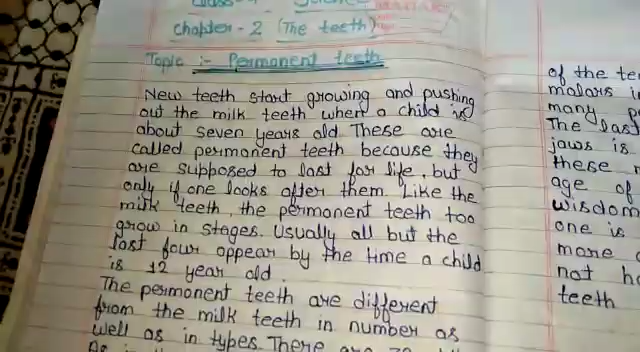 Class-4 Science
Chapter - 2 (The teeth)
Topic :- Permanent teeth
New teeth start growing and pushing
out the milk teeth when a child is
about seven years old These are
called permanent teeth because they
are supposed to last for life, but
only if one looks after them. Like the
milk teeth, the permanent teeth too
grow in stages. Usually all but the
last four appear by the time a child
is 12 year old.
The permanent teeth are different
from the milk teeth in number as
well as in types. There are
of the
molars
many
The last
jaws is
these
age of
wisdom
one is
more
not
teeth